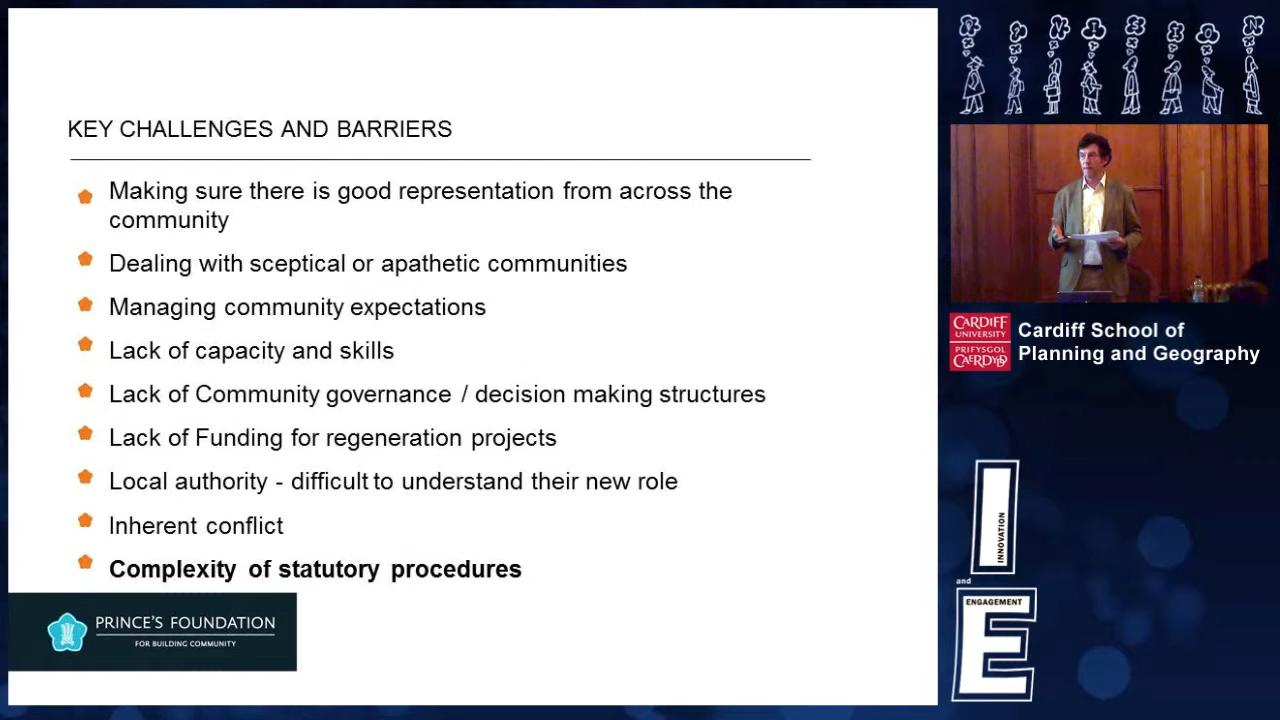 KEY CHALLENGES AND BARRIERS
Making sure there is good representation from across the
community
Dealing with sceptical or apathetic communities
Managing community expectations
Lack of capacity and skills
Lack of Community governance / decision making structures
Lack of Funding for regeneration projects
Local authority - difficult to understand their new role
Inherent conflict
Complexity of statutory procedures
PRINCE'S FOUNDATION
FOR BUILDING COMMUNITY
P?VISION
CARDIFF
UNIVERSITY
PRIFYSGOL
CAERDYDD
Cardiff School of
Planning and Geography
I
INNOVATION
and
ENGAGEMENT
E